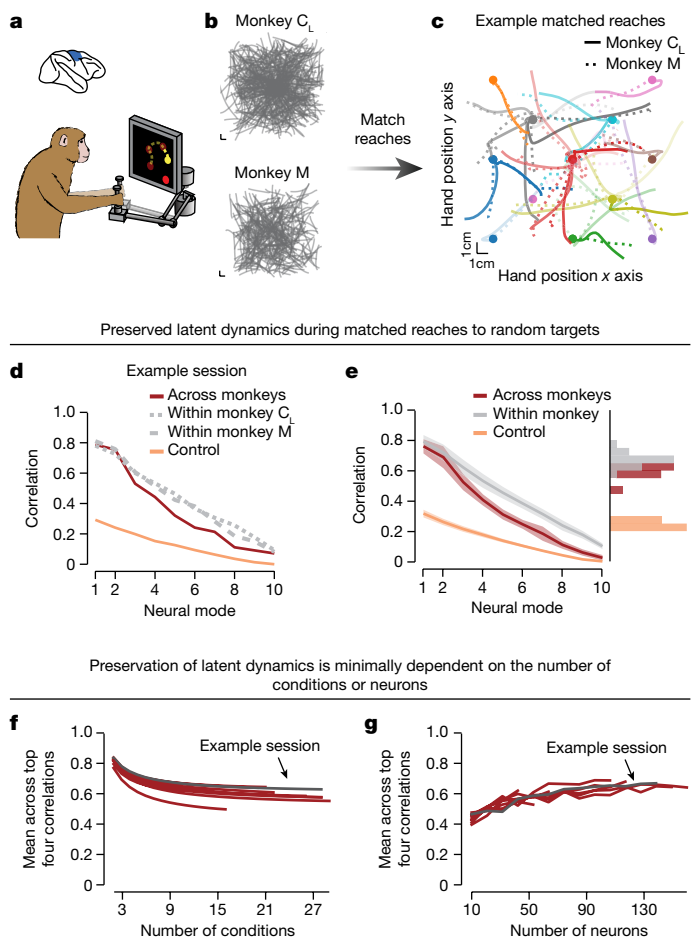 a
b
Monkey C_L
Monkey M
Match
reaches
c
Example matched reaches
Monkey C_L
Monkey M
Hand position y axis
1cm
1cm
Hand position x axis
Preserved latent dynamics during matched reaches to random targets
d
Example session
Across monkeys
Within monkey C_L
Within monkey M
Control
1.0
0.8
0.6
0.4
0.2
0
Correlation
1 2 4 6 8 10
Neural mode
e
Across monkeys
Within monkey
Control
1.0
0.8
0.6
0.4
0.2
0
Correlation
1 2 4 6 8 10
Neural mode
Preservation of latent dynamics is minimally dependent on the number of
conditions or neurons
f
Example session
1.0
0.8
0.6
0.4
0.2
0
Mean across top
four correlations
3 9 15 21 27
Number of conditions
g
Example session
1.0
0.8
0.6
0.4
0.2
0
Mean across top
four correlations
10 50 90 130
Number of neurons